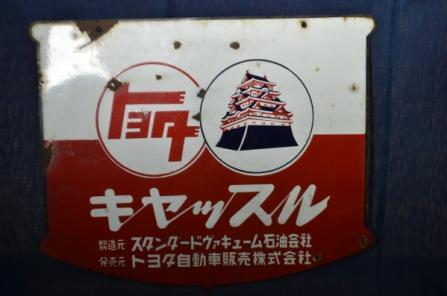 トヨタ
キャッスル
製造元 スタンダードヴァキューム石油会社
発売元 トヨタ自動車販売株式会社